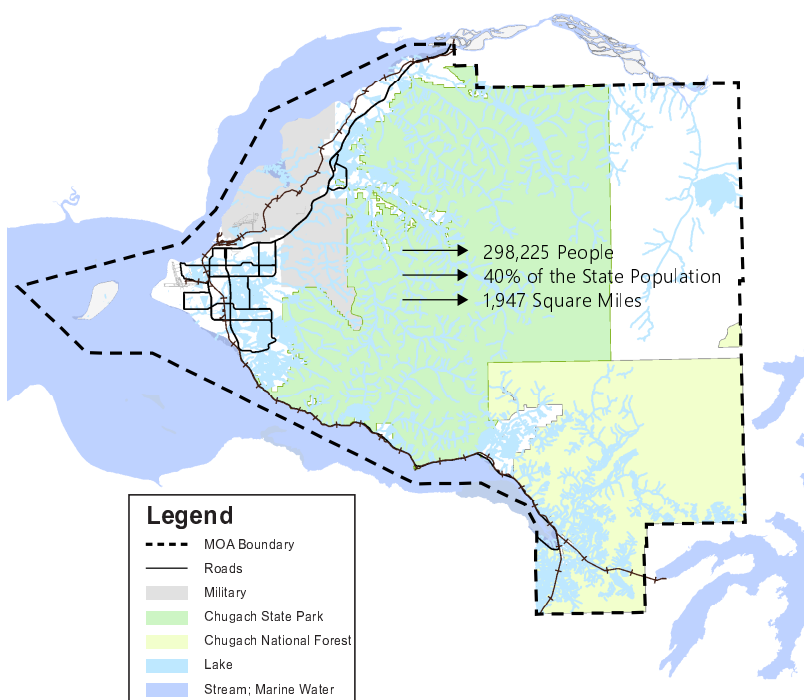 298,225 People
40% of the State Population
1,947 Square Miles
Legend
MOA Boundary
Roads
Military
Chugach State Park
Chugach National Forest
Lake
Stream; Marine Water